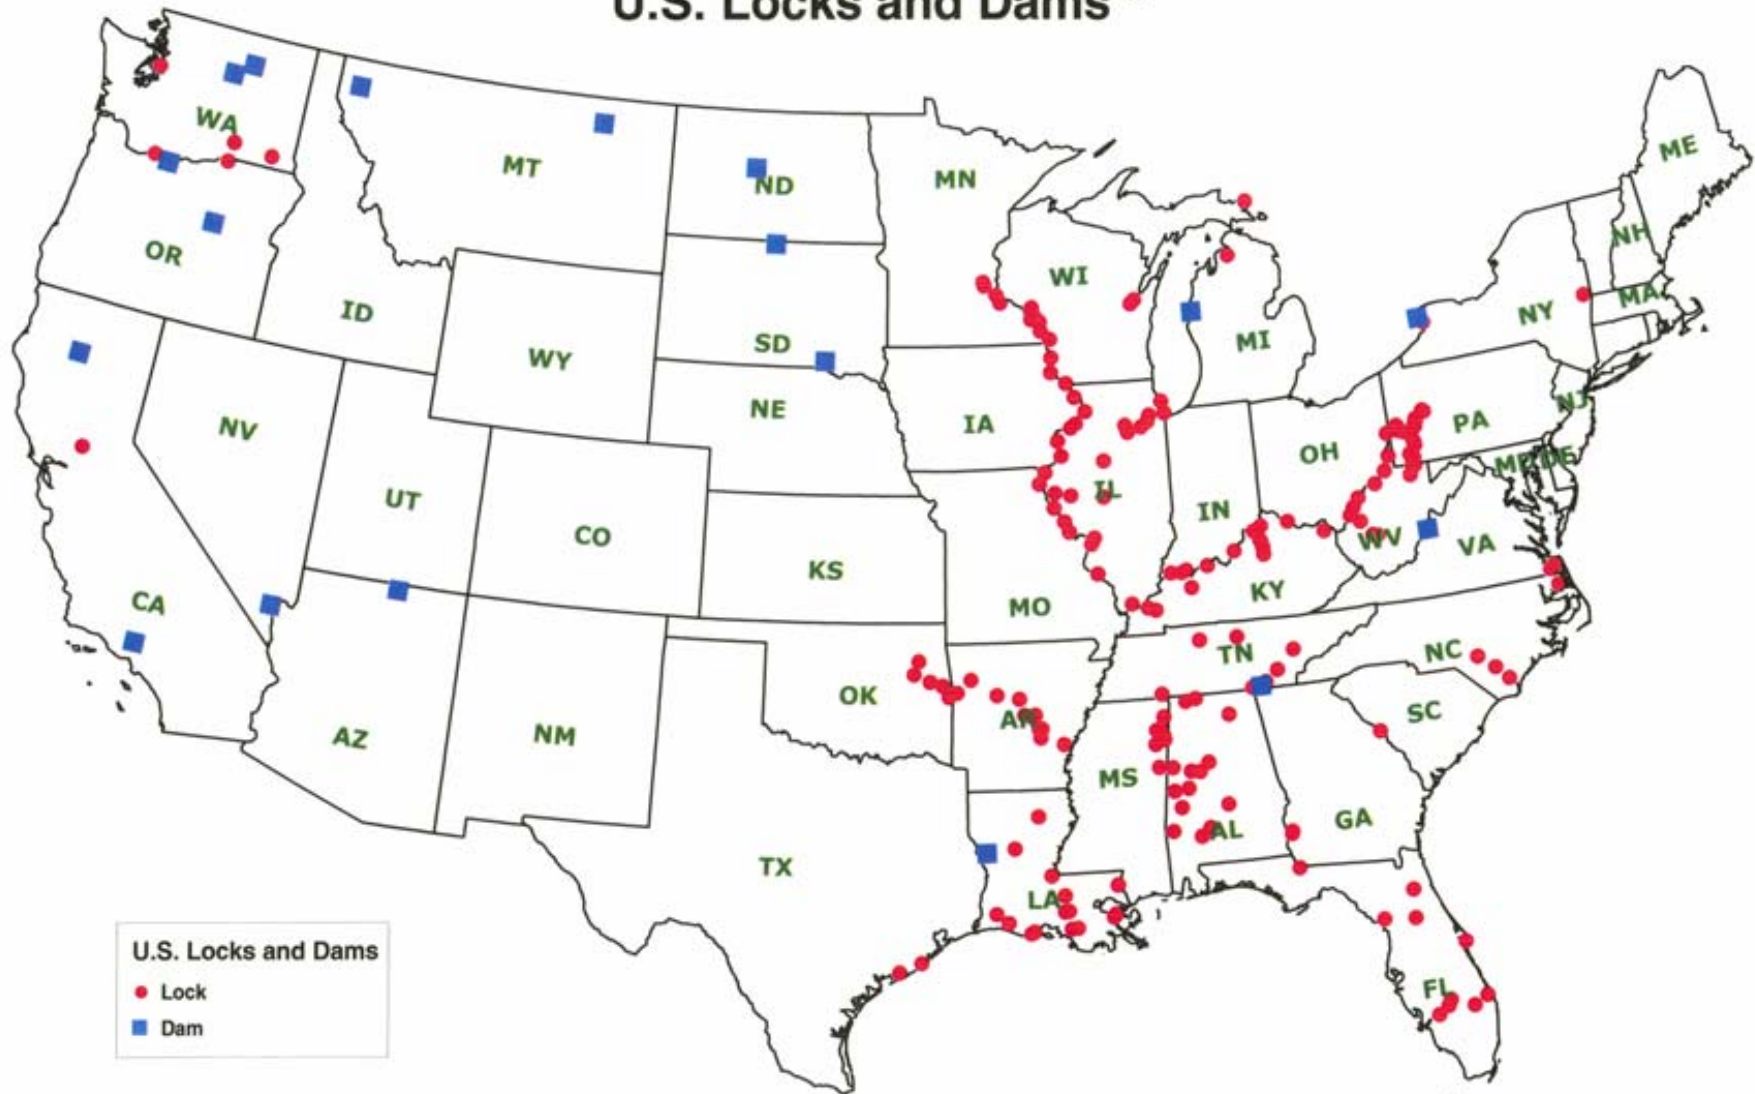 U.S. Locks and Dams
WA
MT
ND
MN
ME
OR
ID
WY
SD
WI
MI
NY
NH
MA
NV
UT
CO
NE
IA
IL
IN
OH
PA
NJ
MD
DE
WV
VA
CA
AZ
NM
KS
MO
KY
OK
AR
TN
NC
SC
TX
LA
MS
AL
GA
FL
U.S. Locks and Dams
Lock
Dam